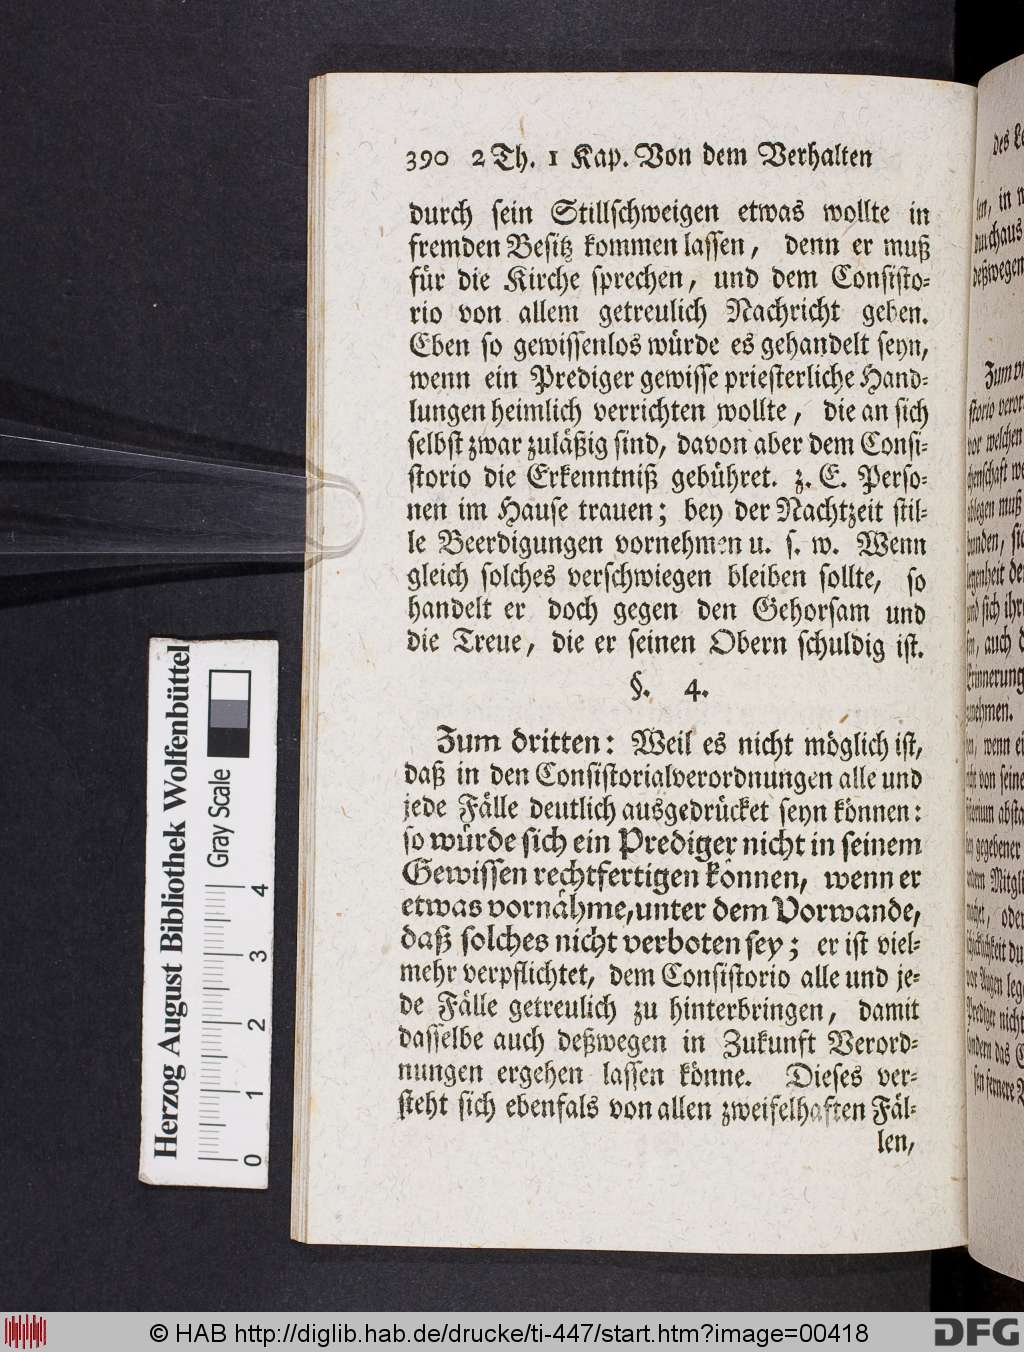 390 2 Th. 1 Kap. Von dem Verhalten
durch sein Stillschweigen etwas wollte in
fremden Besitz kommen lassen, denn er muß
für die Kirche sprechen, und dem Consisto=
rio von allem getreulich Nachricht geben.
Eben so gewissenlos würde es gehandelt seyn,
wenn ein Prediger gewisse priesterliche Hand=
lungen heimlich verrichten wollte, die an sich
selbst zwar zuläßig sind, davon aber dem Consi=
storio die Erkenntniß gebühret. z. E. Perso=
nen im Hause trauen; bey der Nachtzeit stil=
le Beerdigungen vornehmen u. s. w. Wenn
gleich solches verschwiegen bleiben sollte, so
handelt er doch gegen den Gehorsam und
die Treue, die er seinen Obern schuldig ist.
§. 4.
Zum dritten: Weil es nicht möglich ist,
daß in den Consistorialverordnungen alle und
jede Fälle deutlich ausgedrücket seyn können:
so würde sich ein Prediger nicht in seinem
Gewissen rechtfertigen können, wenn er
etwas vornähme, unter dem Vorwande,
daß solches nicht verboten sey; er ist viel=
mehr verpflichtet, dem Consistorio alle und je=
de Fälle getreulich zu hinterbringen, damit
dasselbe auch deßwegen in Zukunft Verord=
nungen ergehen lassen könne. Dieses ver=
steht sich ebenfals von allen zweifelhaften Fäl=
len,
Herzog August Bibliothek Wolfenbüttel
Gray Scale
0 1 2 3 4
© HAB http://diglib.hab.de/drucke/ti-447/start.htm?image=00418
DFG